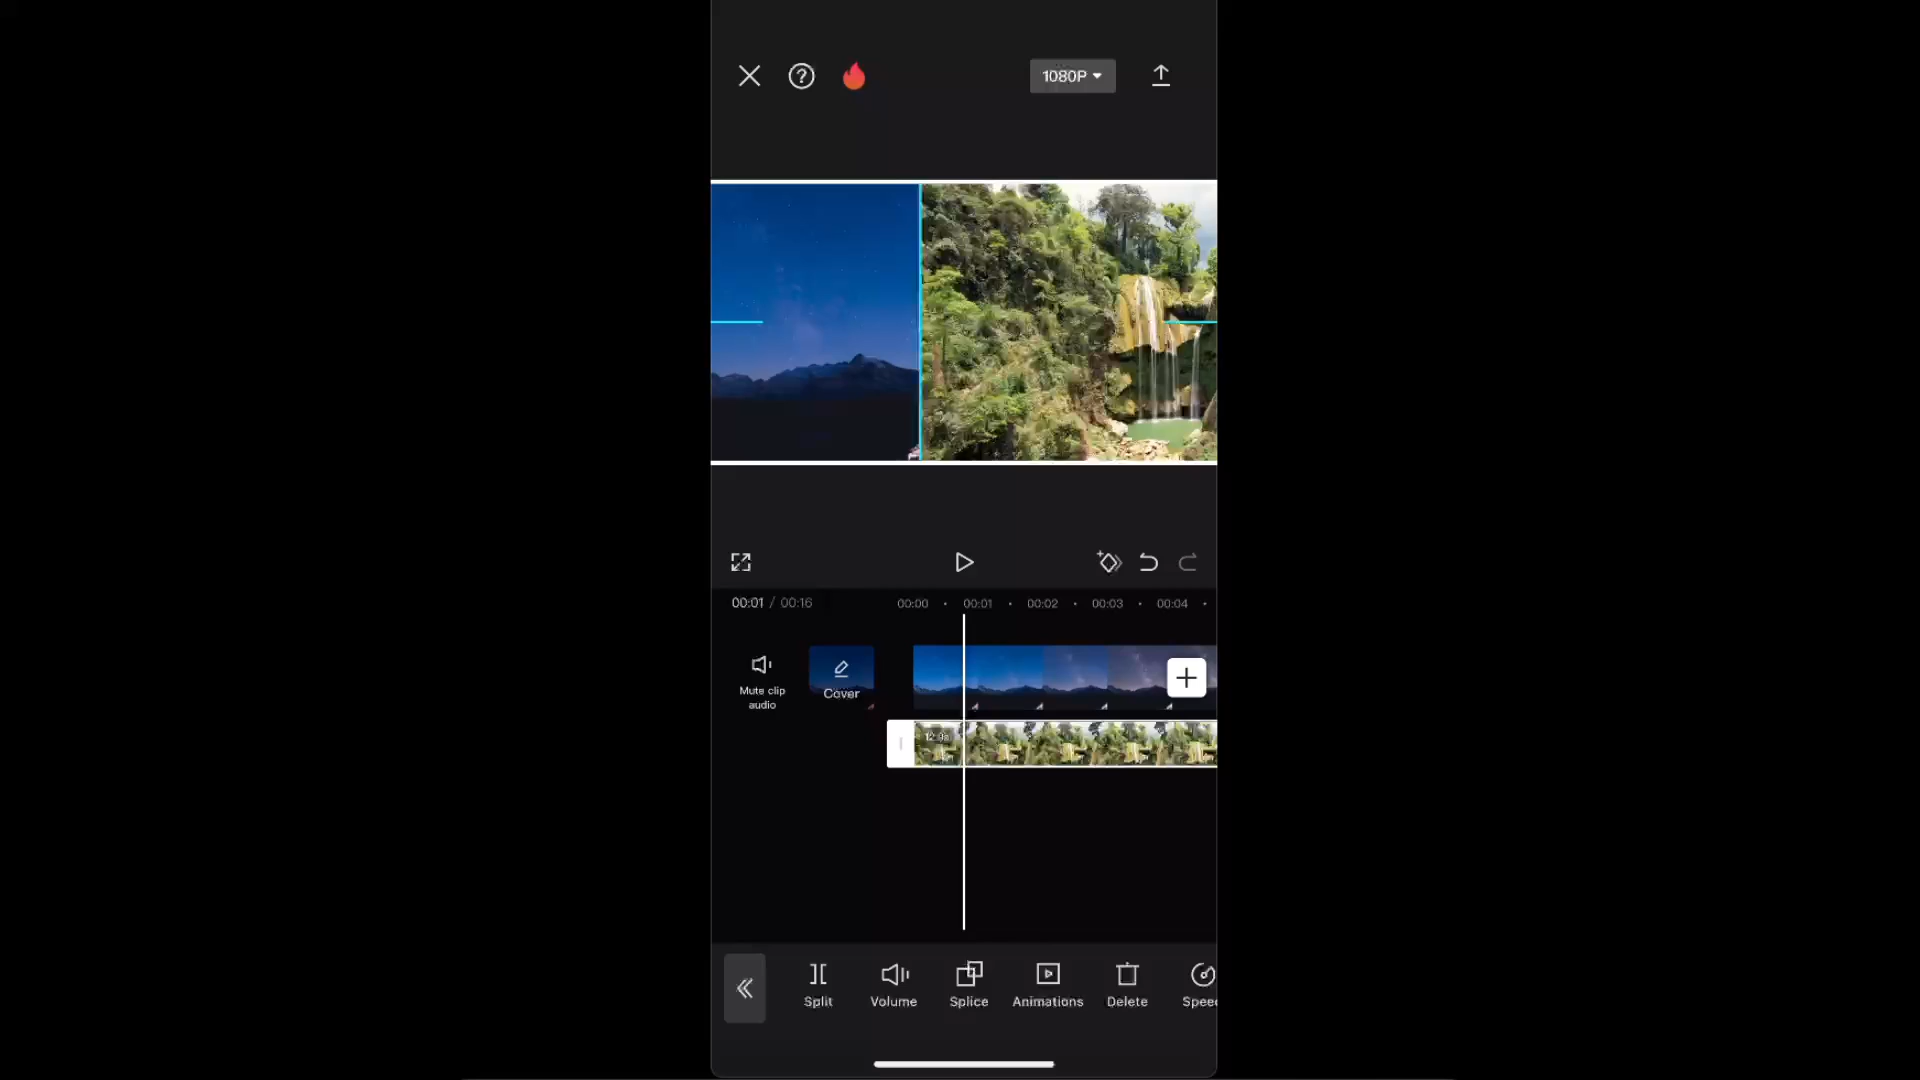 1080P
00:01 / 00:16
00:00 00:01 00:02 00:03 00:04
Mute clip
audio
Cover
Split
Volume
Splice
Animations
Delete
Speed